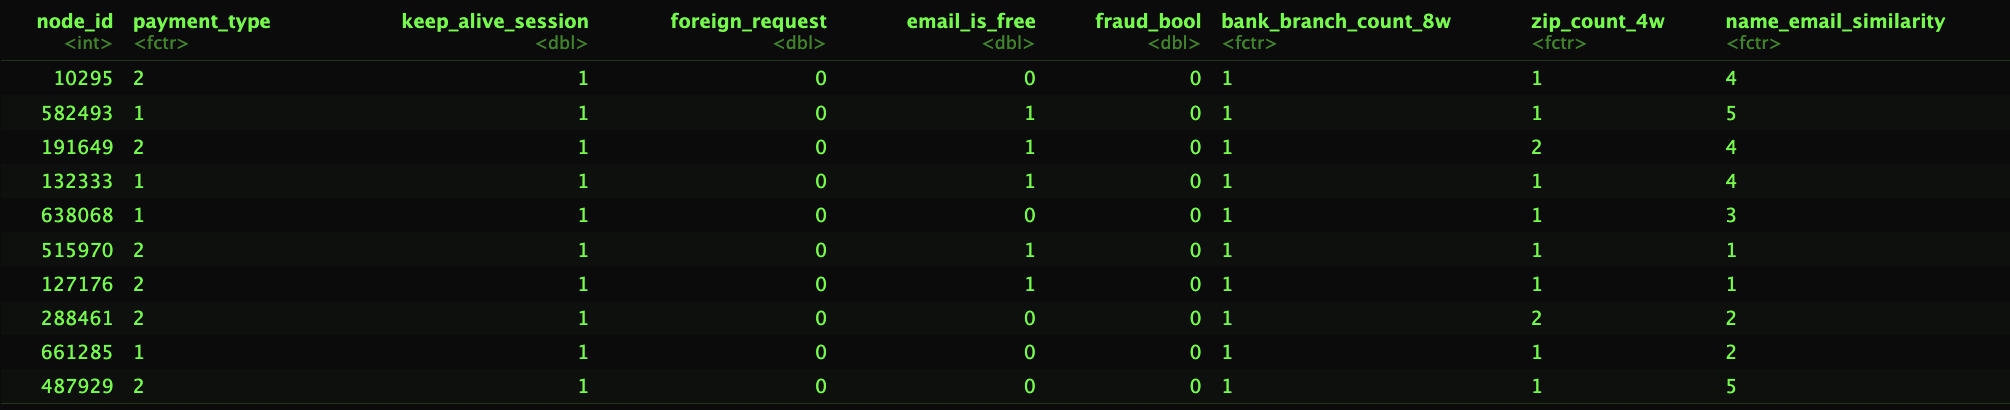 node_id payment_type keep_alive_session foreign_request email_is_free fraud_bool bank_branch_count_8w zip_count_4w name_email_similarity
<int> <fctr> <dbl> <dbl> <dbl> <dbl> <fctr> <fctr> <fctr>
10295 2 1 0 0 0 1 1 4
582493 1 1 0 1 0 1 1 5
191649 2 1 0 1 0 1 2 4
132333 1 1 0 1 0 1 1 4
638068 1 1 0 0 0 1 1 3
515970 2 1 0 1 0 1 1 1
127176 2 1 0 1 0 1 1 1
288461 2 1 0 0 0 1 2 2
661285 1 1 0 0 0 1 1 2
487929 2 1 0 0 0 1 1 5